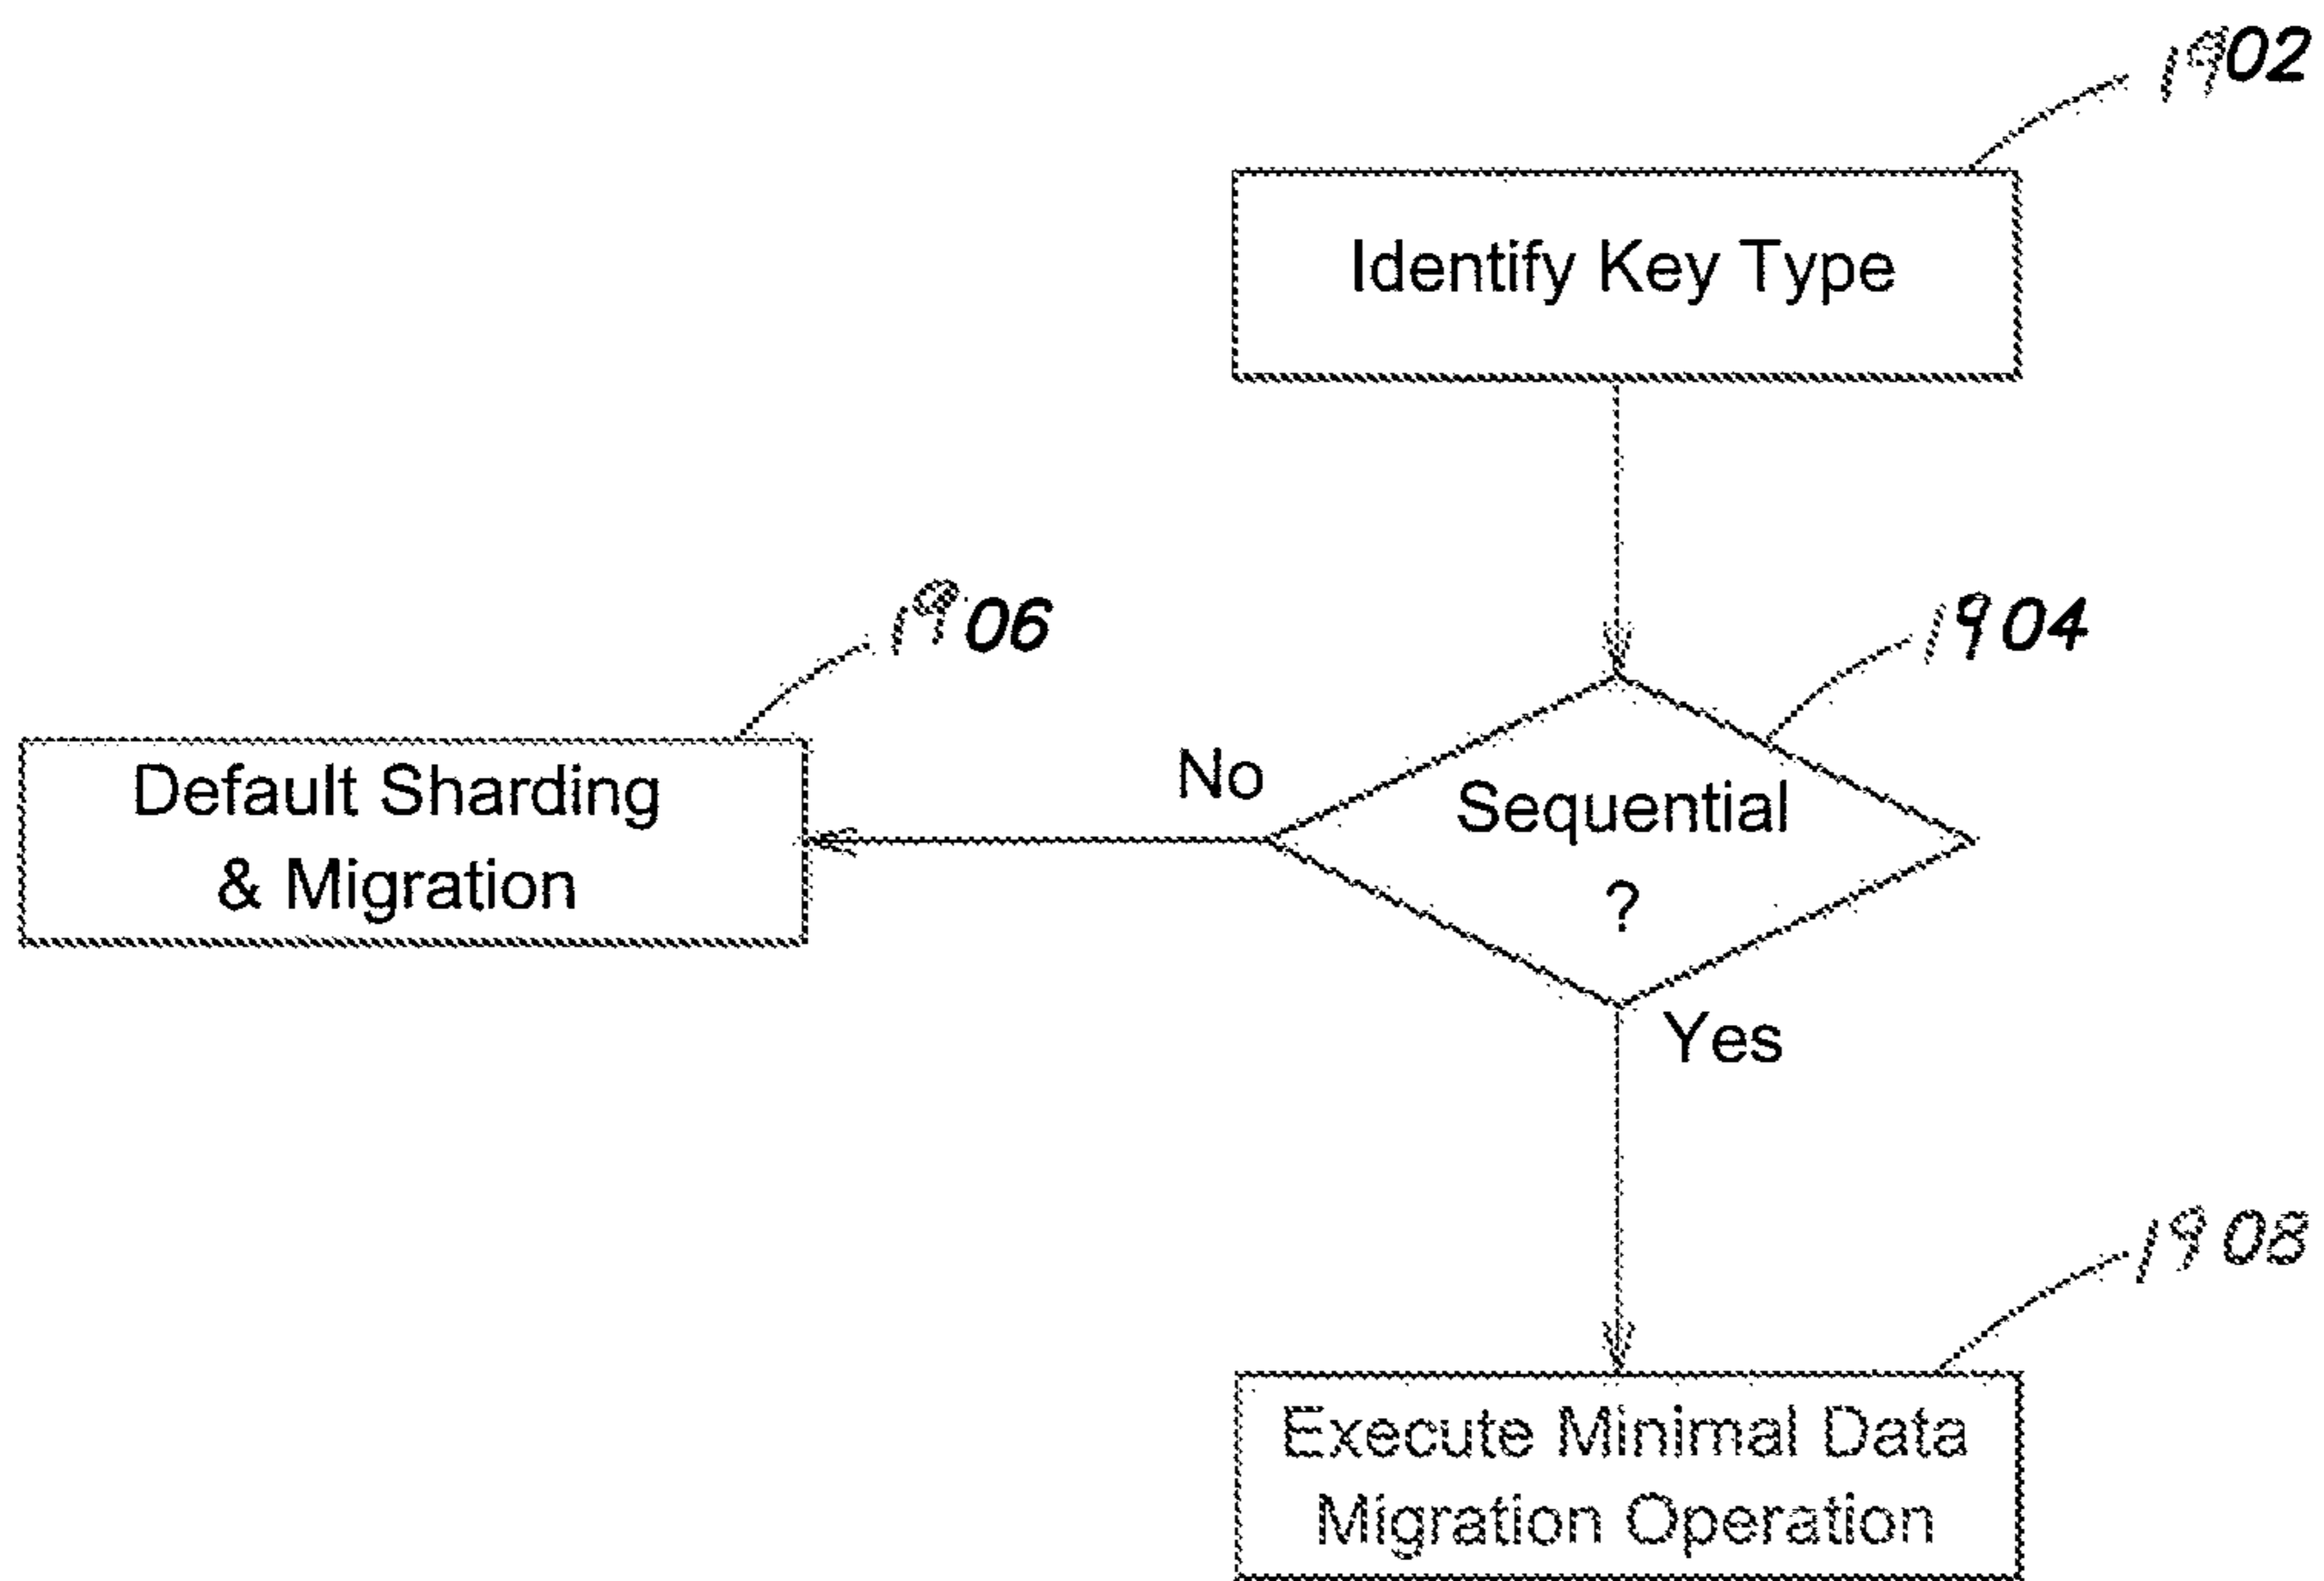 1902
Identify Key Type
1906
1904
No
Default Sharding
& Migration
Sequential
?
Yes
1908
Execute Minimal Data
Migration Operation